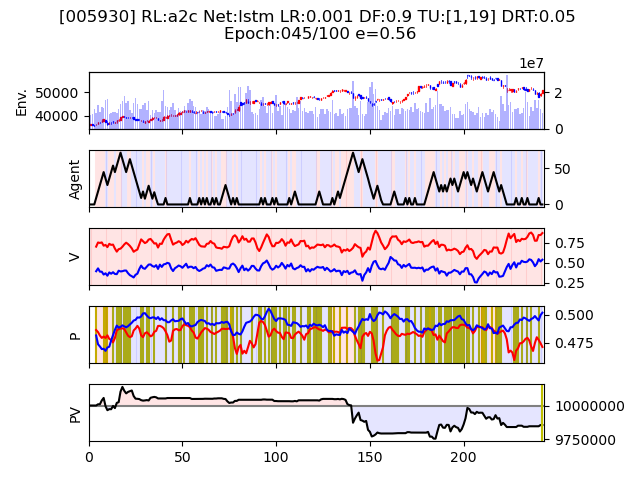 [005930] RL:a2c Net:lstm LR:0.001 DF:0.9 TU:[1,19] DRT:0.05
Epoch:045/100 e=0.56
1e7
Env.
50000
40000
2
0
Agent
50
0
V
0.75
0.50
0.25
P
0.500
0.475
PV
10000000
9750000
0 50 100 150 200